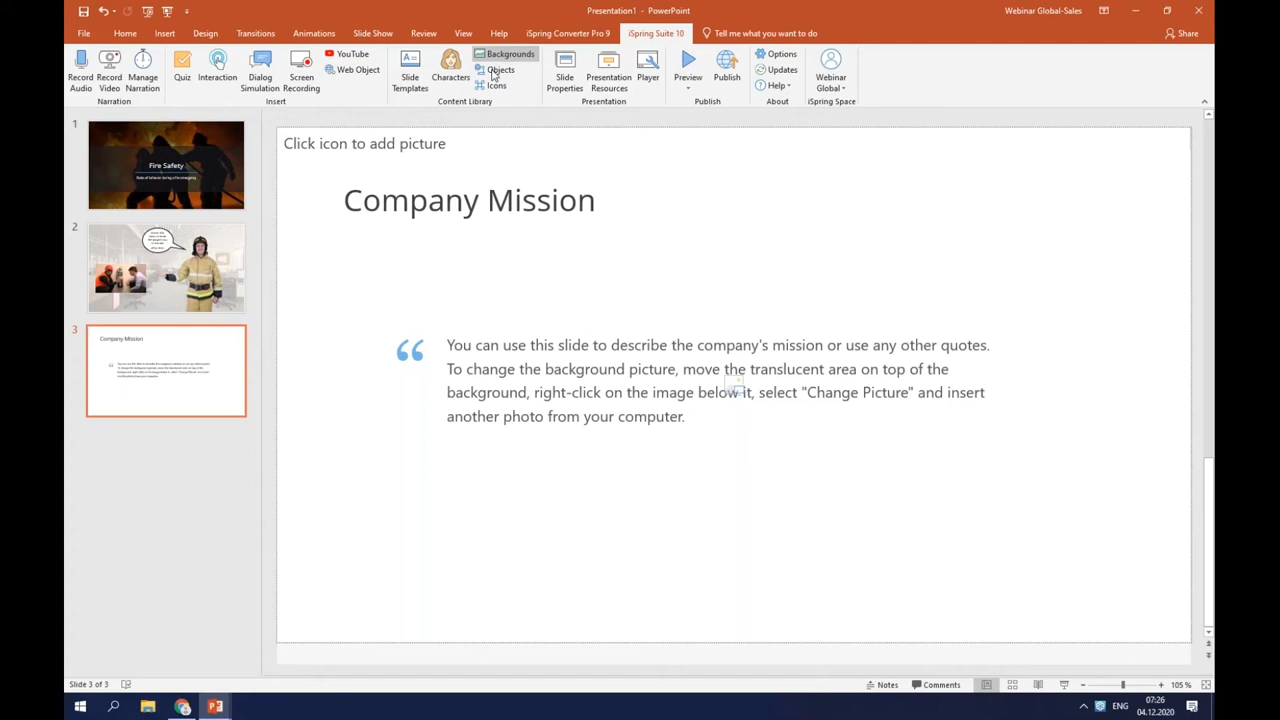 Presentation1 - PowerPoint
Webinar Global-Sales
File Home Insert Design Transitions Animations Slide Show Review View Help iSpring Converter Pro 9 iSpring Suite 10 Tell me what you want to do Share
Record Audio
Record Video
Manage Narration
Narration
Quiz
Interaction
Dialog Simulation
Screen Recording
YouTube
Web Object
Insert
Slide Templates
Characters
Backgrounds
Objects
Icons
Content Library
Slide Properties
Presentation Resources
Player
Presentation
Preview
Publish
Publish
Options
Updates
Help
About
Webinar Global
iSpring Space
1
Fire Safety
2
3
Company Mission
Click icon to add picture
Company Mission
“ You can use this slide to describe the company's mission or use any other quotes.
To change the background picture, move the translucent area on top of the
background, right-click on the image below it, select "Change Picture" and insert
another photo from your computer.
Slide 3 of 3
Notes
Comments
105 %
ENG
07:26
04.12.2020